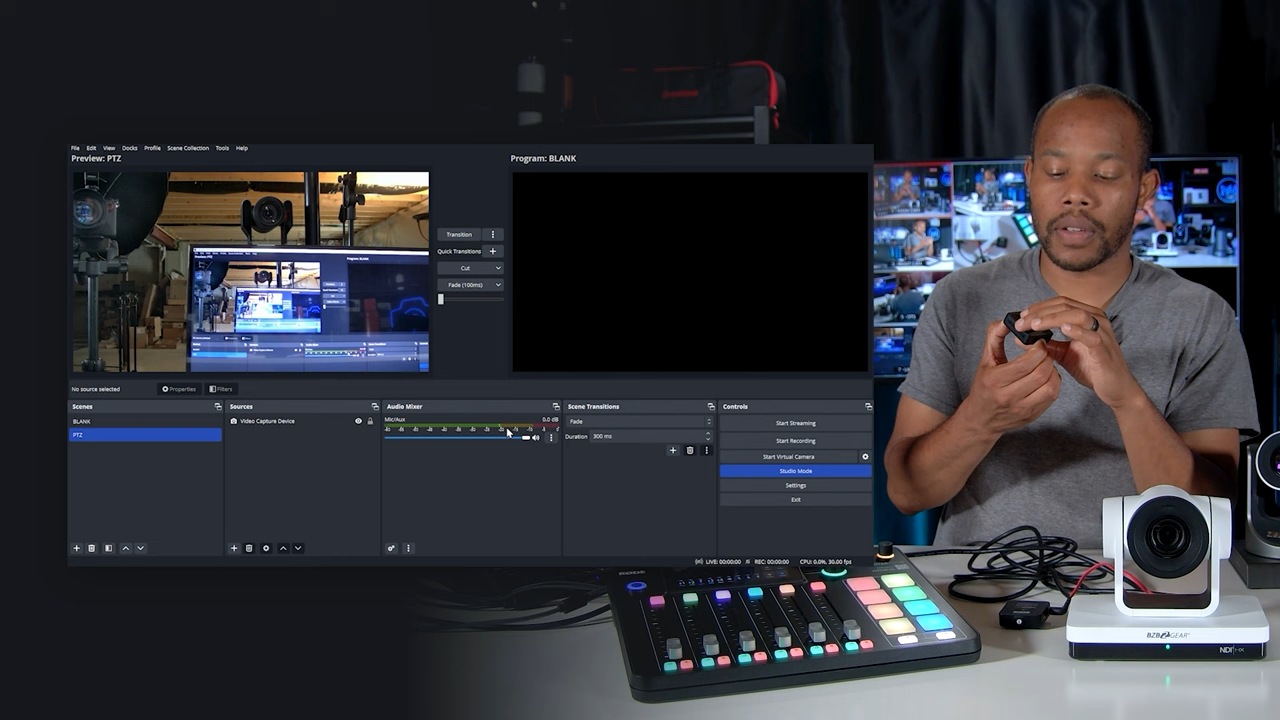 File Edit View Docks Profile Scene Collection Tools Help
Preview: PTZ
Program: BLANK
Transition
Quick Transitions
Cut
Fade (100ms)
No source selected
Properties
Filters
Scenes
BLANK
PTZ
Sources
Video Capture Device
Audio Mixer
Mic/Aux
0.0 dB
Scene Transitions
Fade
Duration 300 ms
Controls
Start Streaming
Start Recording
Start Virtual Camera
Studio Mode
Settings
Exit
LIVE: 00:00:00
REC: 00:00:00
CPU: 0.0%, 30.00 fps
RODE
BZBGEAR
NDI HX